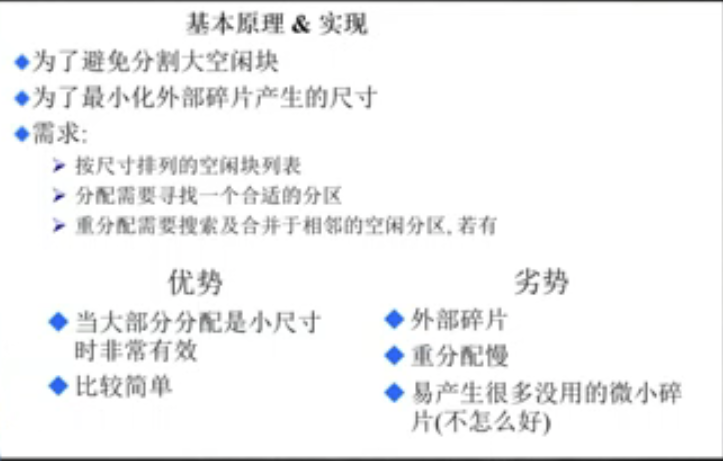 基本原理 & 实现
◆为了避免分割大空闲块
◆为了最小化外部碎片产生的尺寸
◆需求:
➢ 按尺寸排列的空闲块列表
➢ 分配需要寻找一个合适的分区
➢ 重分配需要搜索及合并于相邻的空闲分区, 若有
优势
◆ 当大部分分配是小尺寸
时非常有效
◆ 比较简单
劣势
◆ 外部碎片
◆ 重分配慢
◆ 易产生很多没用的微小碎
片(不怎么好)